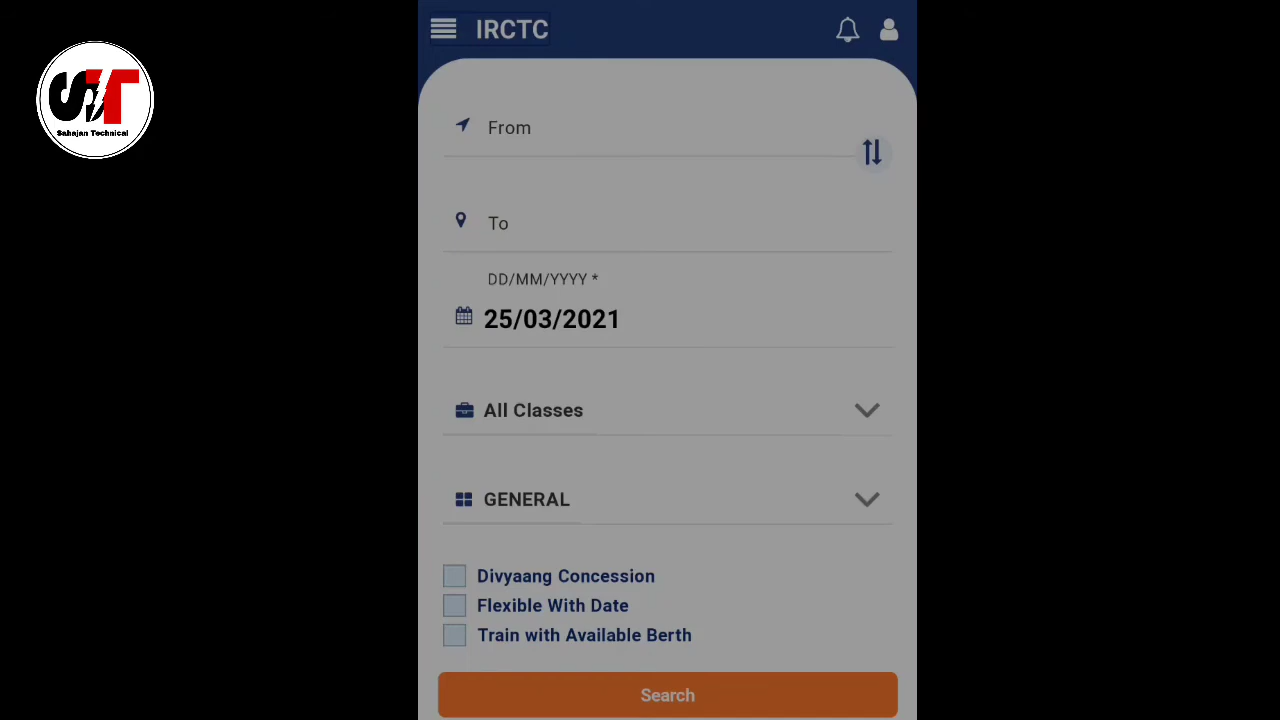 IRCTC
ST
Sahajan Technical
From
To
DD/MM/YYYY *
25/03/2021
All Classes
GENERAL
Divyaang Concession
Flexible With Date
Train with Available Berth
Search